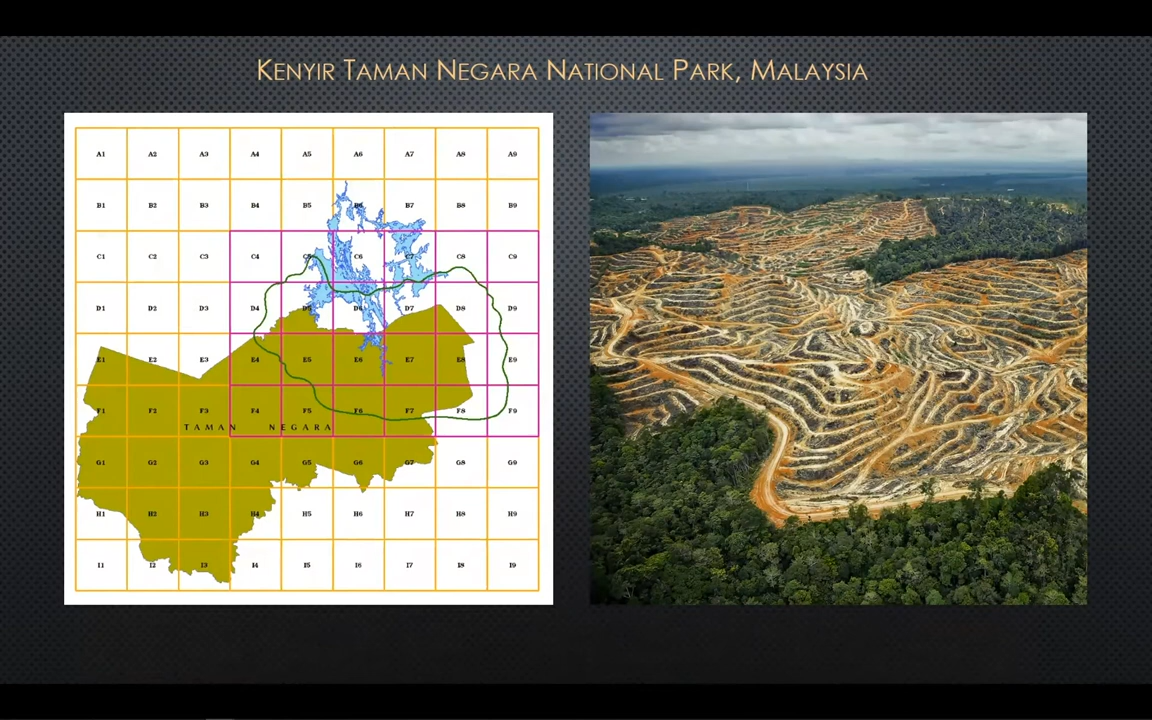 KENYIR TAMAN NEGARA NATIONAL PARK, MALAYSIA
A1 A2 A3 A4 A5 A6 A7 A8 A9
B1 B2 B3 B4 B5 B6 B7 B8 B9
C1 C2 C3 C4 C5 C6 C7 C8 C9
D1 D2 D3 D4 D5 D6 D7 D8 D9
E1 E2 E3 E4 E5 E6 E7 E8 E9
F1 F2 F3 F4 F5 F6 F7 F8 F9
TAMAN NEGARA
G1 G2 G3 G4 G5 G6 G7 G8 G9
H1 H2 H3 H4 H5 H6 H7 H8 H9
I1 I2 I3 I4 I5 I6 I7 I8 I9